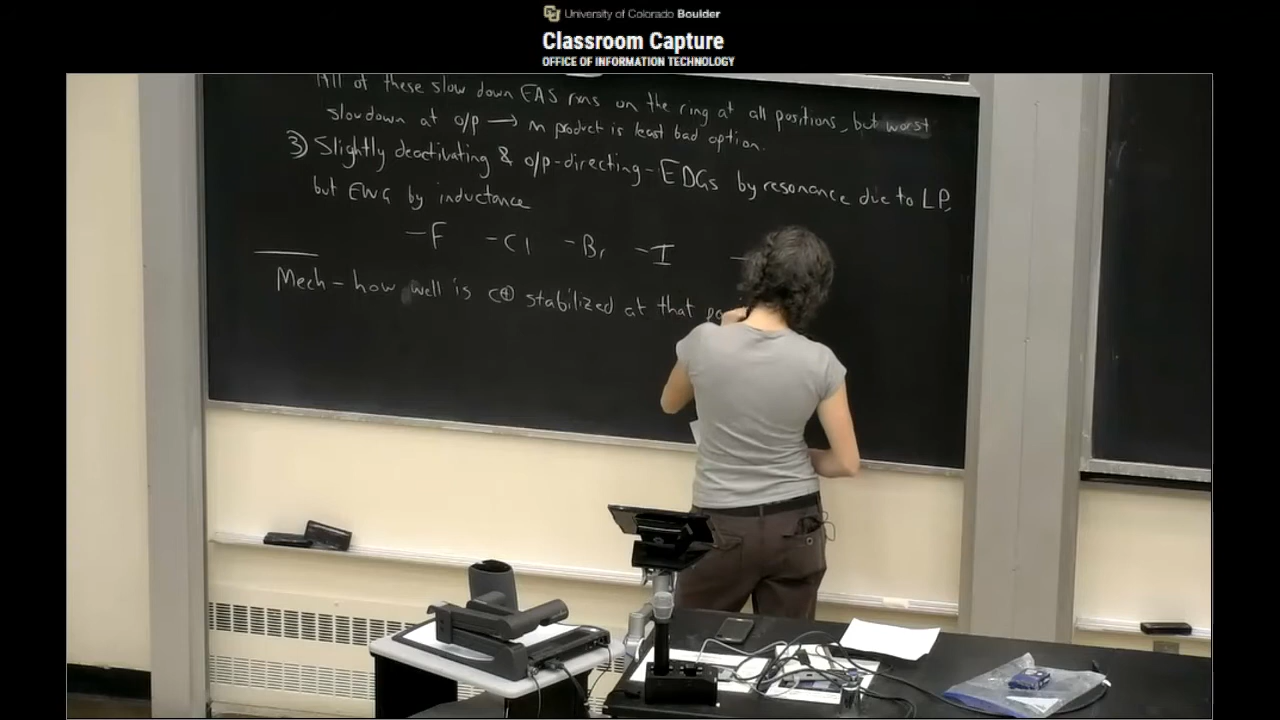 University of Colorado Boulder
Classroom Capture
OFFICE OF INFORMATION TECHNOLOGY
All of these slow down EAS rxns on the ring at all positions, but worst
slowdown at o/p → m product is least bad option.
3) Slightly deactivating & o/p-directing - EDGs by resonance due to LP,
but EWG by inductance
-F -Cl -Br -I
Mech - how well is C⊕ stabilized at that